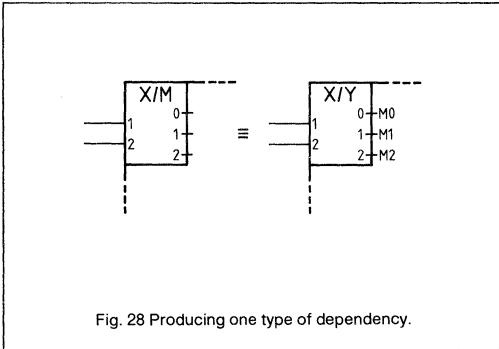 X/M X/Y
0 0 M0
1 1 1 1 M1
2 2 2 2 M2
≡
Fig. 28 Producing one type of dependency.